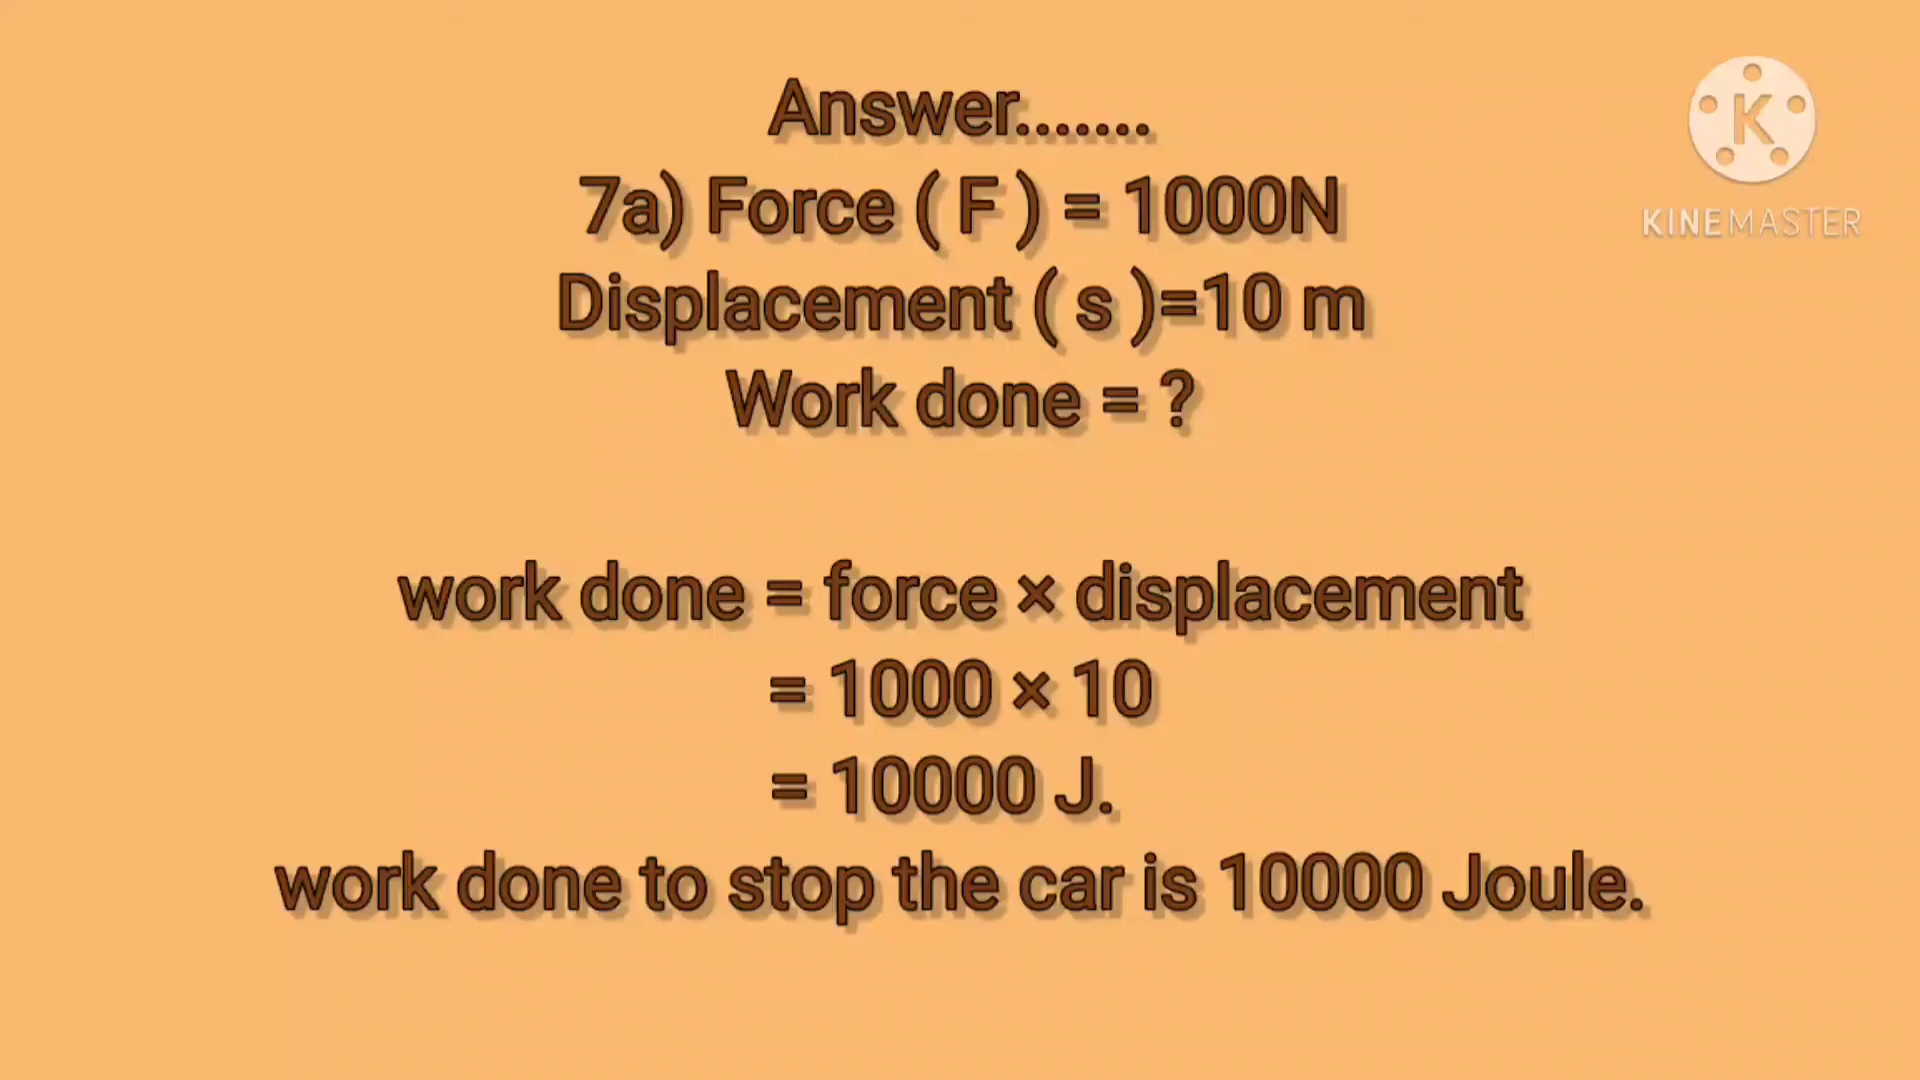 Answer.......
7a) Force ( F ) = 1000N
Displacement ( s )=10 m
Work done = ?
work done = force × displacement
= 1000 × 10
= 10000 J.
work done to stop the car is 10000 Joule.
K
KINEMASTER